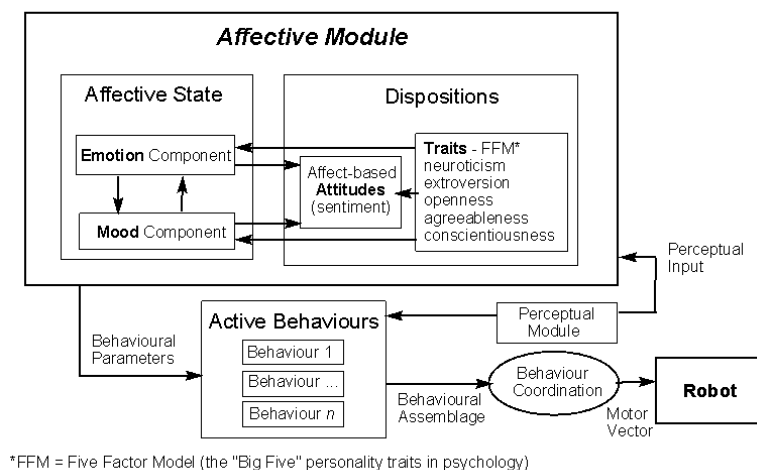 Affective Module
Affective State
Emotion Component
Mood Component
Dispositions
Affect-based
Attitudes
(sentiment)
Traits - FFM*
neuroticism
extroversion
openness
agreeableness
conscientiousness
Perceptual
Input
Behavioural
Parameters
Active Behaviours
Behaviour 1
Behaviour ...
Behaviour n
Perceptual
Module
Behavioural
Assemblage
Behaviour
Coordination
Motor
Vector
Robot
*FFM = Five Factor Model (the "Big Five" personality traits in psychology)